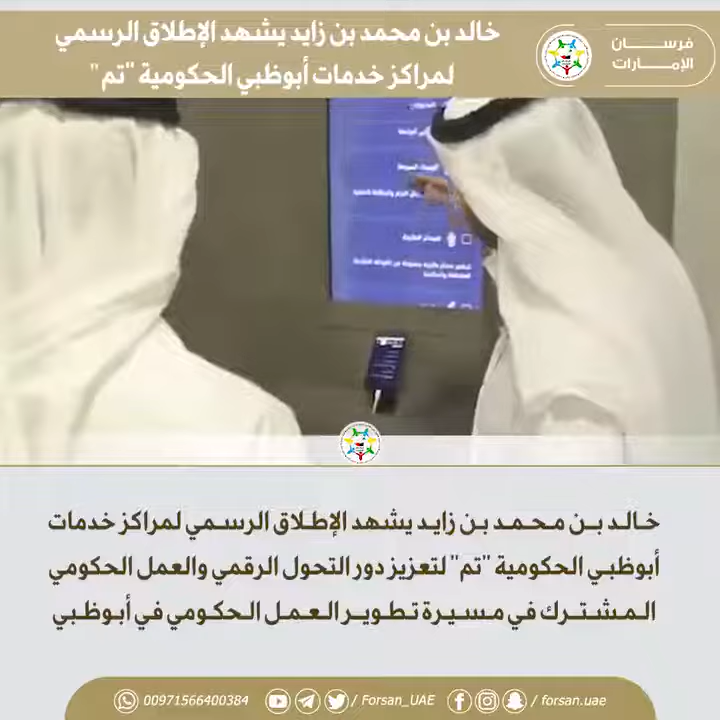 خالد بن محمد بن زايد يشهد الإطلاق الرسمي
لمراكز خدمات أبوظبي الحكومية "تم"
فرسان
الإمارات
خالد بن محمد بن زايد يشهد الإطلاق الرسمي لمراكز خدمات
أبوظبي الحكومية "تم" لتعزيز دور التحول الرقمي والعمل الحكومي
المشترك في مسيرة تطوير العمل الحكومي في أبوظبي
00971566400384 / Forsan_UAE / forsan.uae